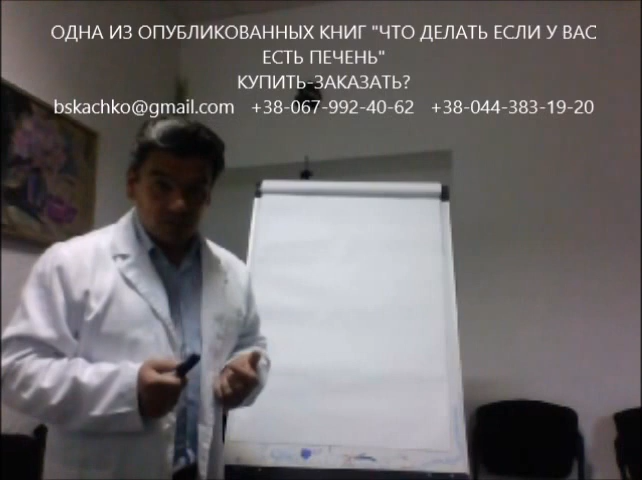 ОДНА ИЗ ОПУБЛИКОВАННЫХ КНИГ "ЧТО ДЕЛАТЬ ЕСЛИ У ВАС
ЕСТЬ ПЕЧЕНЬ"
КУПИТЬ-ЗАКАЗАТЬ?
bskachko@gmail.com +38-067-992-40-62 +38-044-383-19-20